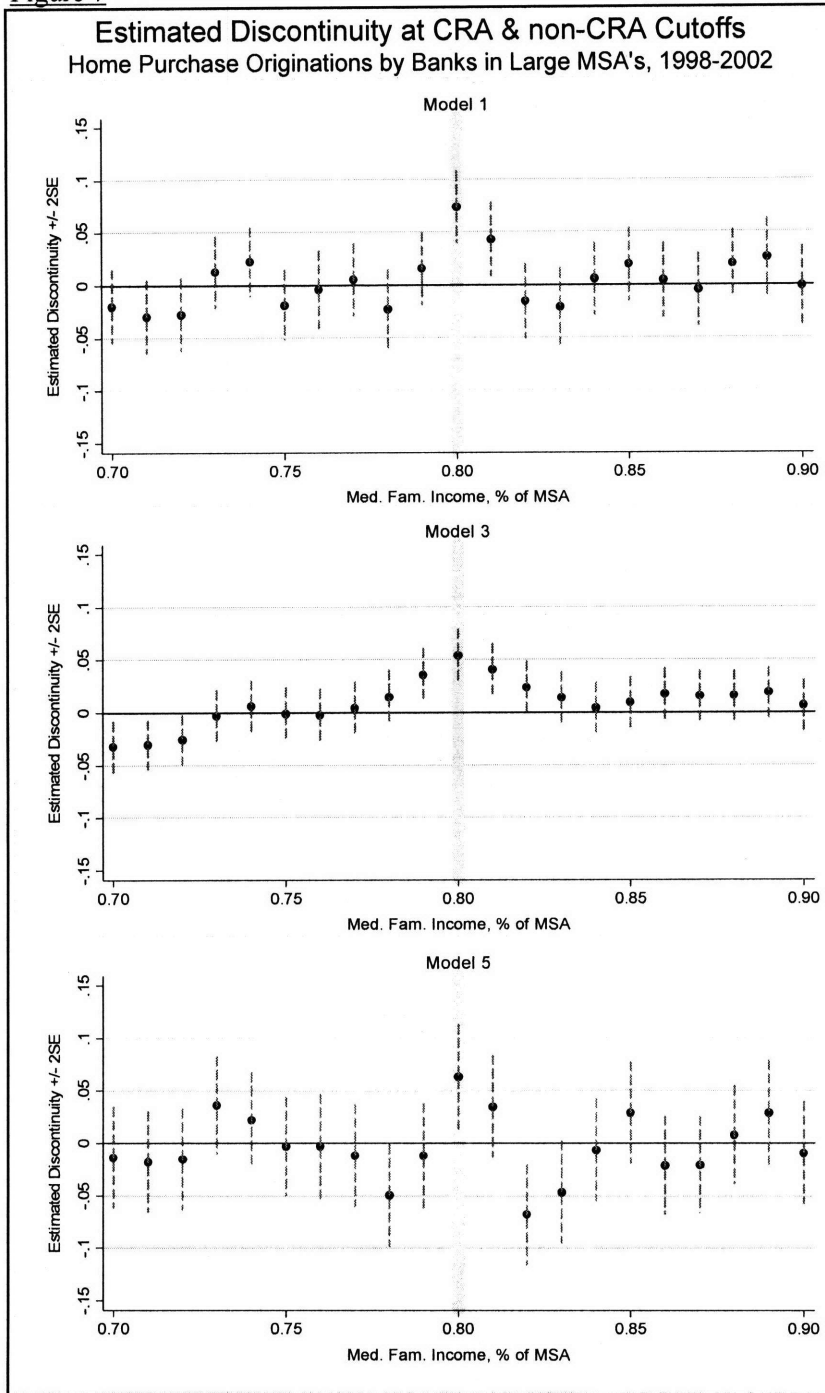 Estimated Discontinuity at CRA & non-CRA Cutoffs
Home Purchase Originations by Banks in Large MSA's, 1998-2002
Model 1
Estimated Discontinuity +/- 2SE
.15
.1
.05
0
-.05
-.1
-.15
0.70 0.75 0.80 0.85 0.90
Med. Fam. Income, % of MSA
Model 3
Estimated Discontinuity +/- 2SE
.15
.1
.05
0
-.05
-.1
-.15
0.70 0.75 0.80 0.85 0.90
Med. Fam. Income, % of MSA
Model 5
Estimated Discontinuity +/- 2SE
.15
.1
.05
0
-.05
-.1
-.15
0.70 0.75 0.80 0.85 0.90
Med. Fam. Income, % of MSA